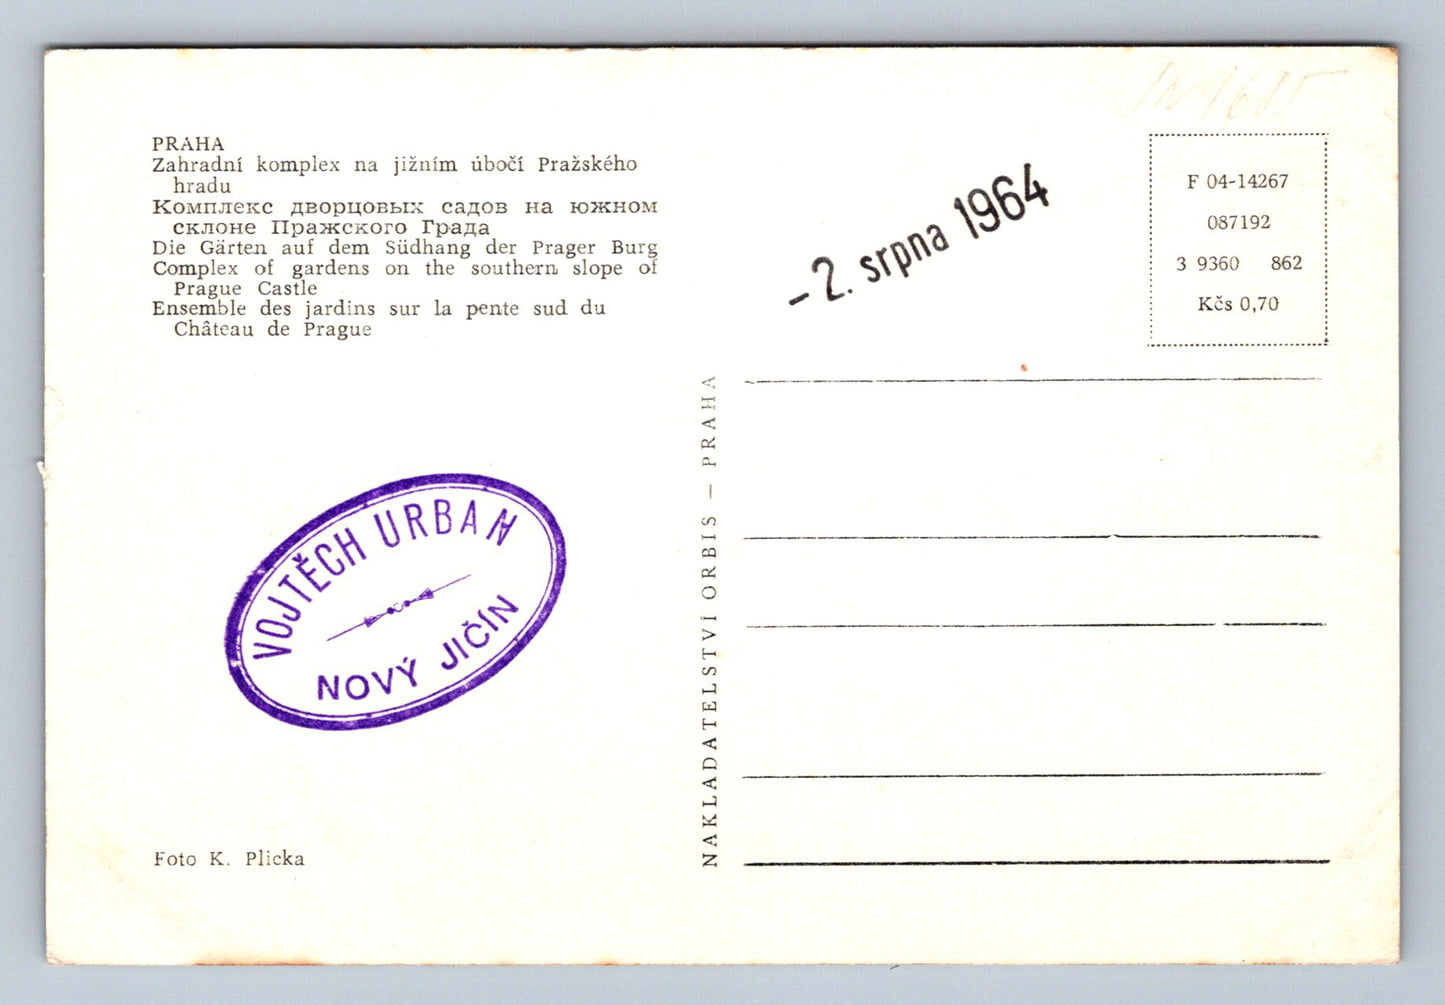 PRAHA
Zahradní komplex na jižním úbočí Pražského
hradu
Комплекс дворцовых садов на южном
склоне Пражского Града
Die Gärten auf dem Südhang der Prager Burg
Complex of gardens on the southern slope of
Prague Castle
Ensemble des jardins sur la pente sud du
Château de Prague
VOJTĚCH URBAN
NOVÝ JIČÍN
Foto K. Plicka
NAKLADATELSTVÍ ORBIS — PRAHA
– 2. srpna 1964
F 04-14267
087192
3 9360 862
Kčs 0,70